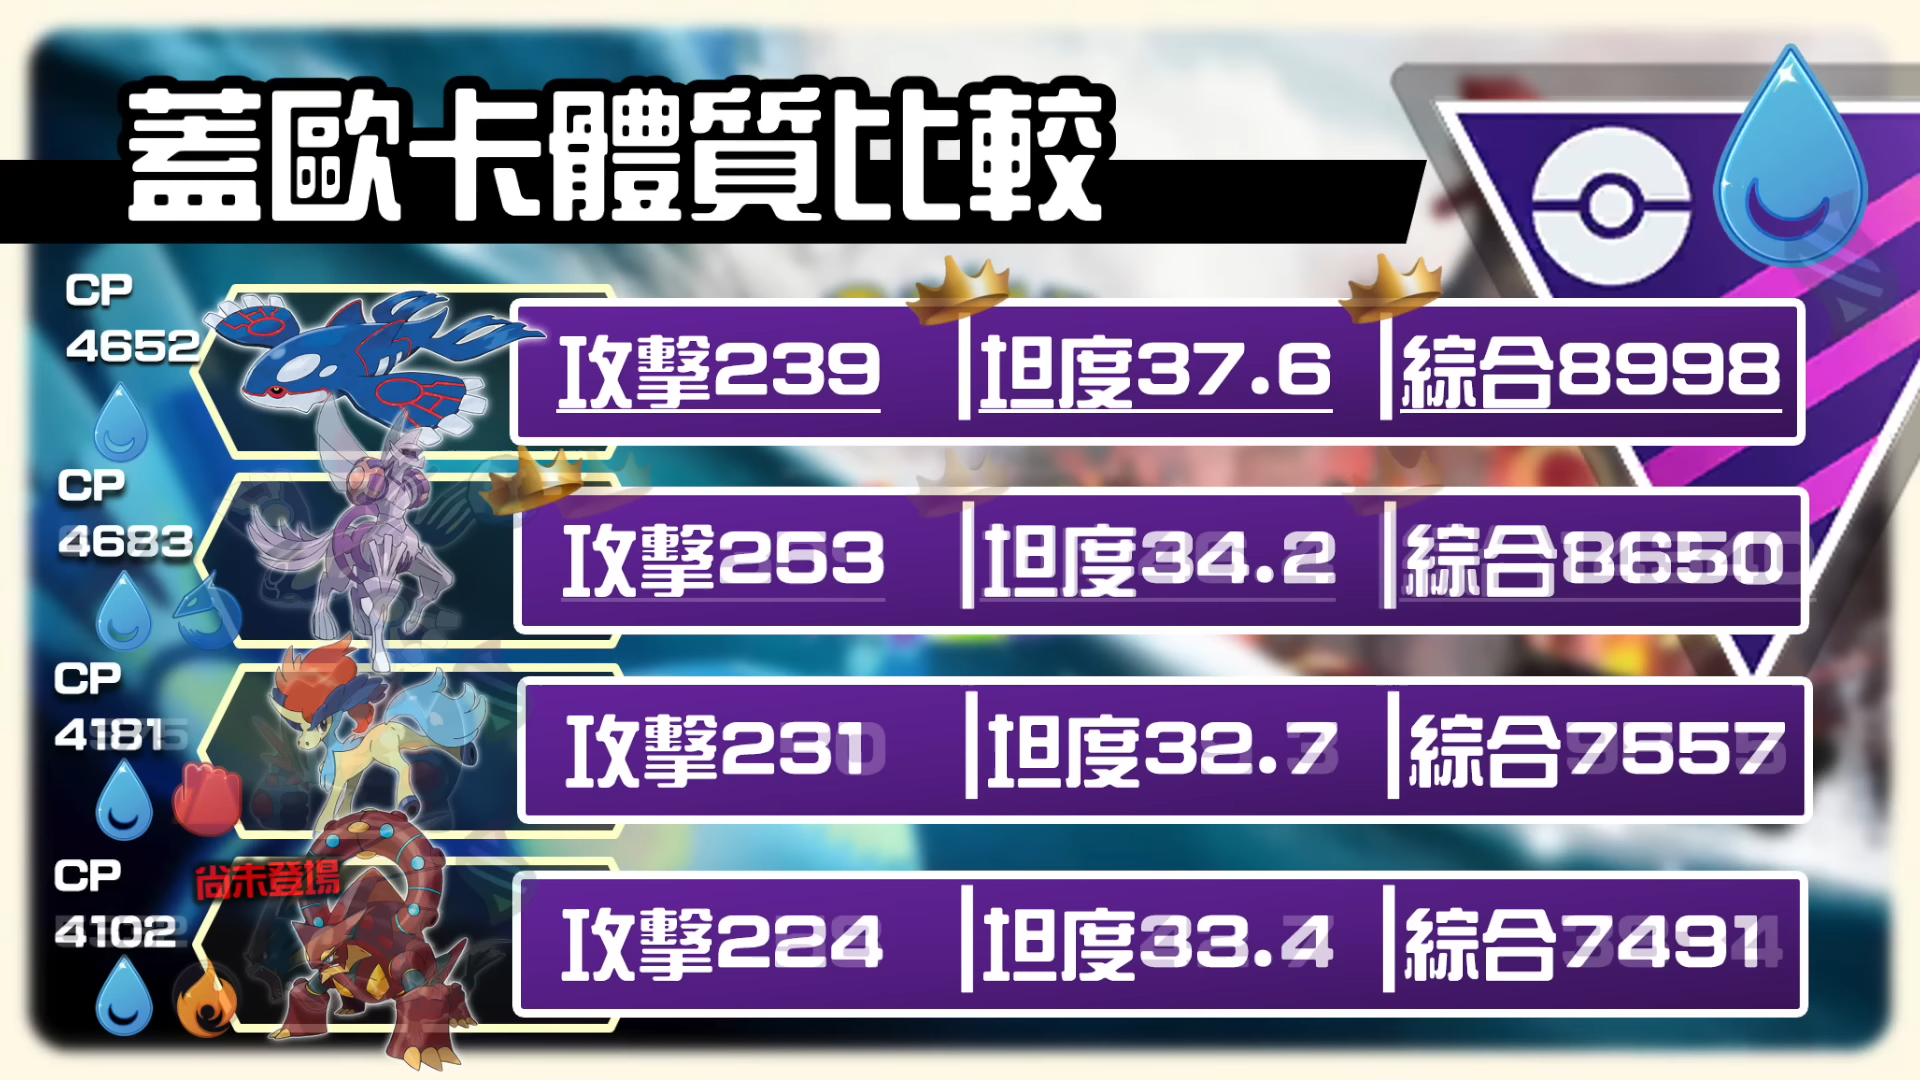 蓋歐卡體質比較
CP
4652
攻擊239
坦度37.6
綜合8998
CP
4683
攻擊253
坦度34.2
綜合8650
CP
4181
攻擊231
坦度32.7
綜合7557
CP
4102
尚未登場
攻擊224
坦度33.4
綜合7491